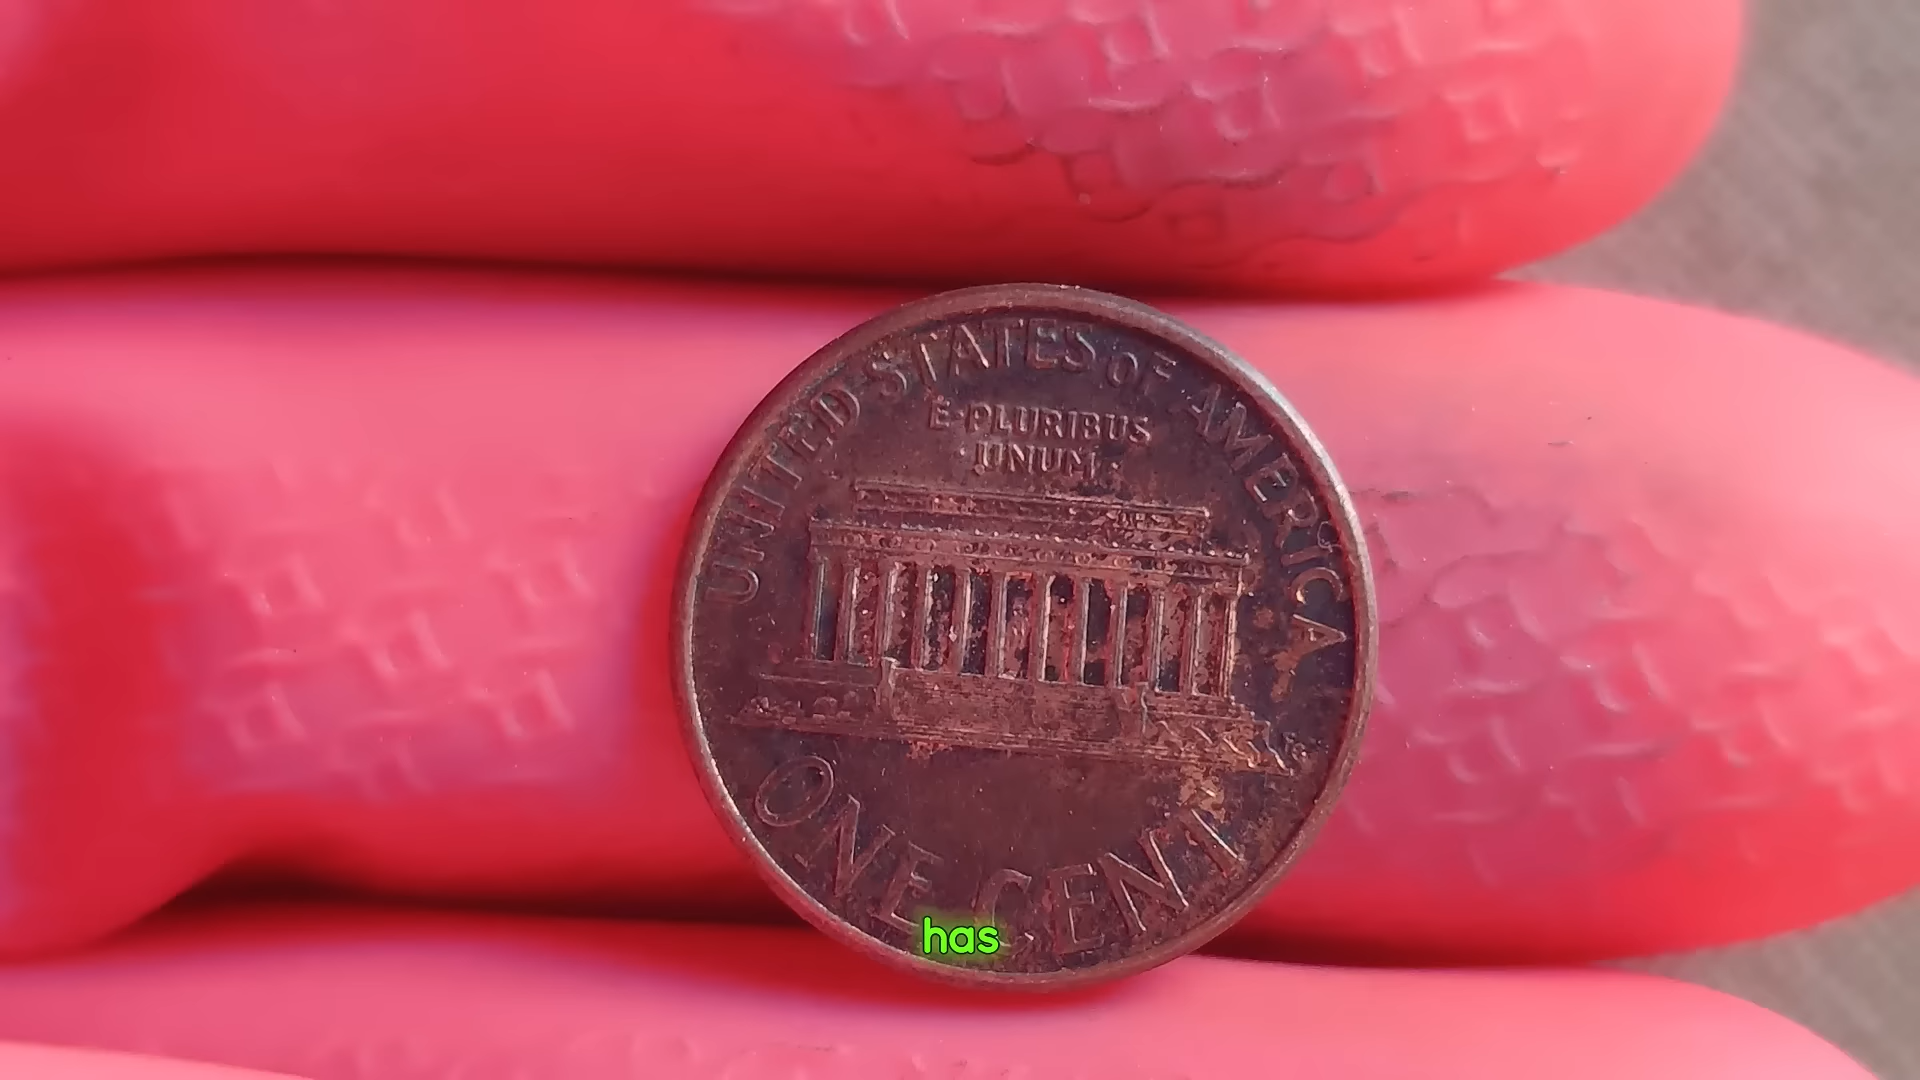 UNITED STATES OF AMERICA
E·PLURIBUS
·UNUM·
ONE CENT
has